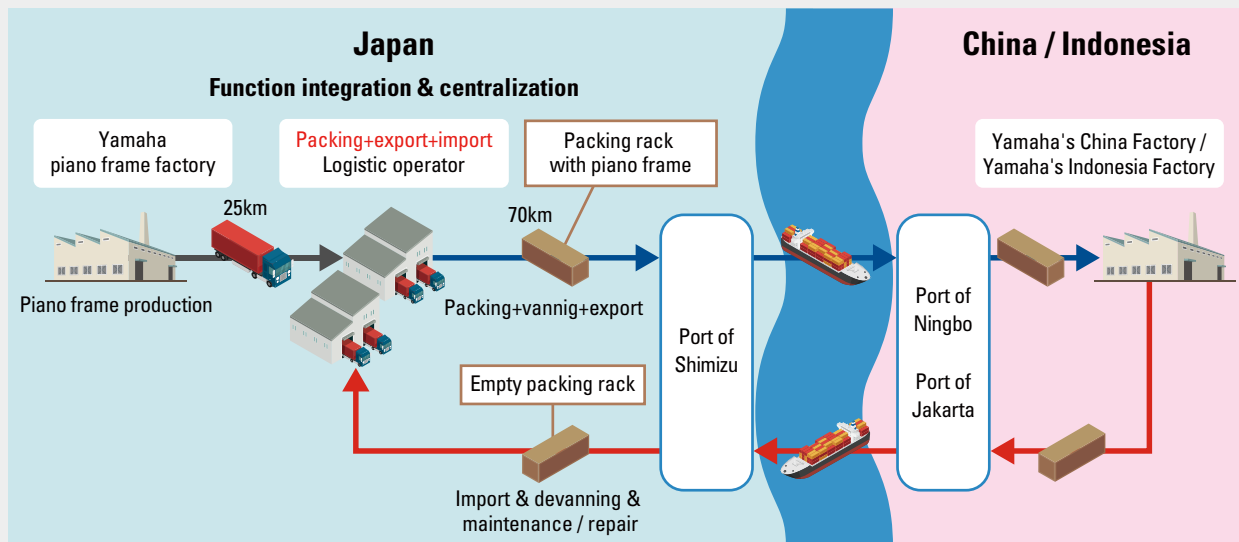 Japan
China / Indonesia
Function integration & centralization
Yamaha
piano frame factory
Packing+export+import
Logistic operator
Packing rack
with piano frame
Yamaha's China Factory /
Yamaha's Indonesia Factory
25km
70km
Piano frame production
Packing+vannig+export
Port of
Shimizu
Port of
Ningbo
Port of
Jakarta
Empty packing rack
Import & devanning &
maintenance / repair